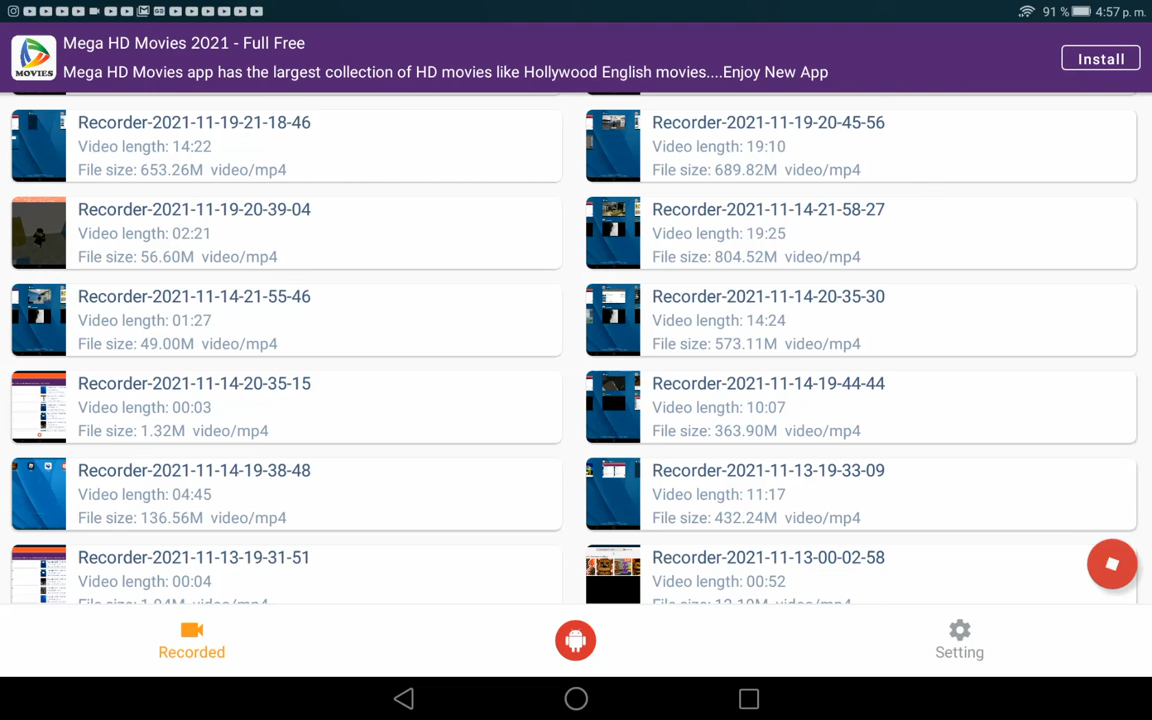 91 % 4:57 p. m.
Mega HD Movies 2021 - Full Free
MOVIES
Mega HD Movies app has the largest collection of HD movies like Hollywood English movies....Enjoy New App
Install
Recorder-2021-11-19-21-18-46
Video length: 14:22
File size: 653.26M video/mp4
Recorder-2021-11-19-20-45-56
Video length: 19:10
File size: 689.82M video/mp4
Recorder-2021-11-19-20-39-04
Video length: 02:21
File size: 56.60M video/mp4
Recorder-2021-11-14-21-58-27
Video length: 19:25
File size: 804.52M video/mp4
Recorder-2021-11-14-21-55-46
Video length: 01:27
File size: 49.00M video/mp4
Recorder-2021-11-14-20-35-30
Video length: 14:24
File size: 573.11M video/mp4
Recorder-2021-11-14-20-35-15
Video length: 00:03
File size: 1.32M video/mp4
Recorder-2021-11-14-19-44-44
Video length: 10:07
File size: 363.90M video/mp4
Recorder-2021-11-14-19-38-48
Video length: 04:45
File size: 136.56M video/mp4
Recorder-2021-11-13-19-33-09
Video length: 11:17
File size: 432.24M video/mp4
Recorder-2021-11-13-19-31-51
Video length: 00:04
File size: 1.94M video/mp4
Recorder-2021-11-13-00-02-58
Video length: 00:52
File size: video/mp4
Recorded
Setting